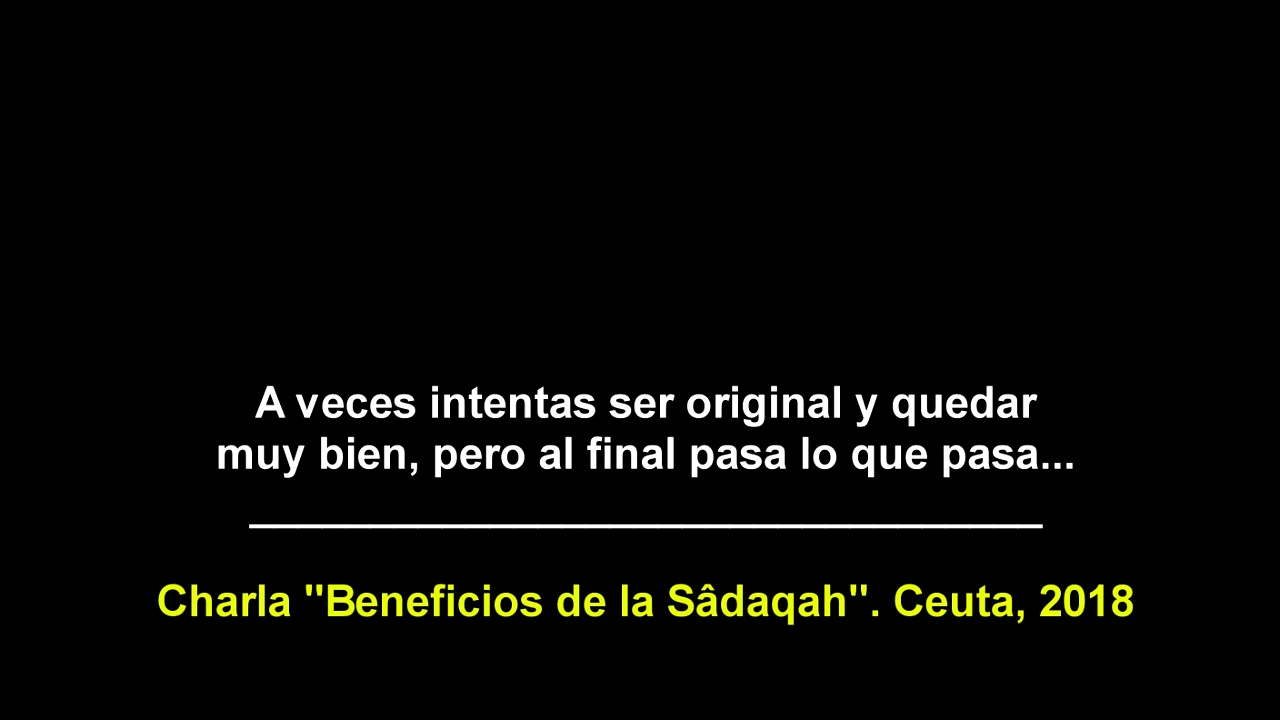 A veces intentas ser original y quedar
muy bien, pero al final pasa lo que pasa...
_________________________________
Charla "Beneficios de la Sâdaqah". Ceuta, 2018